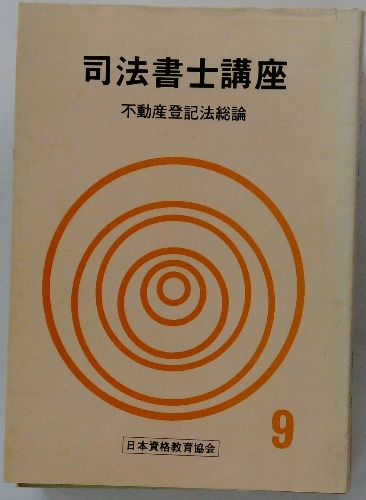 司法書士講座
不動産登記法総論
9
日本資格教育協会